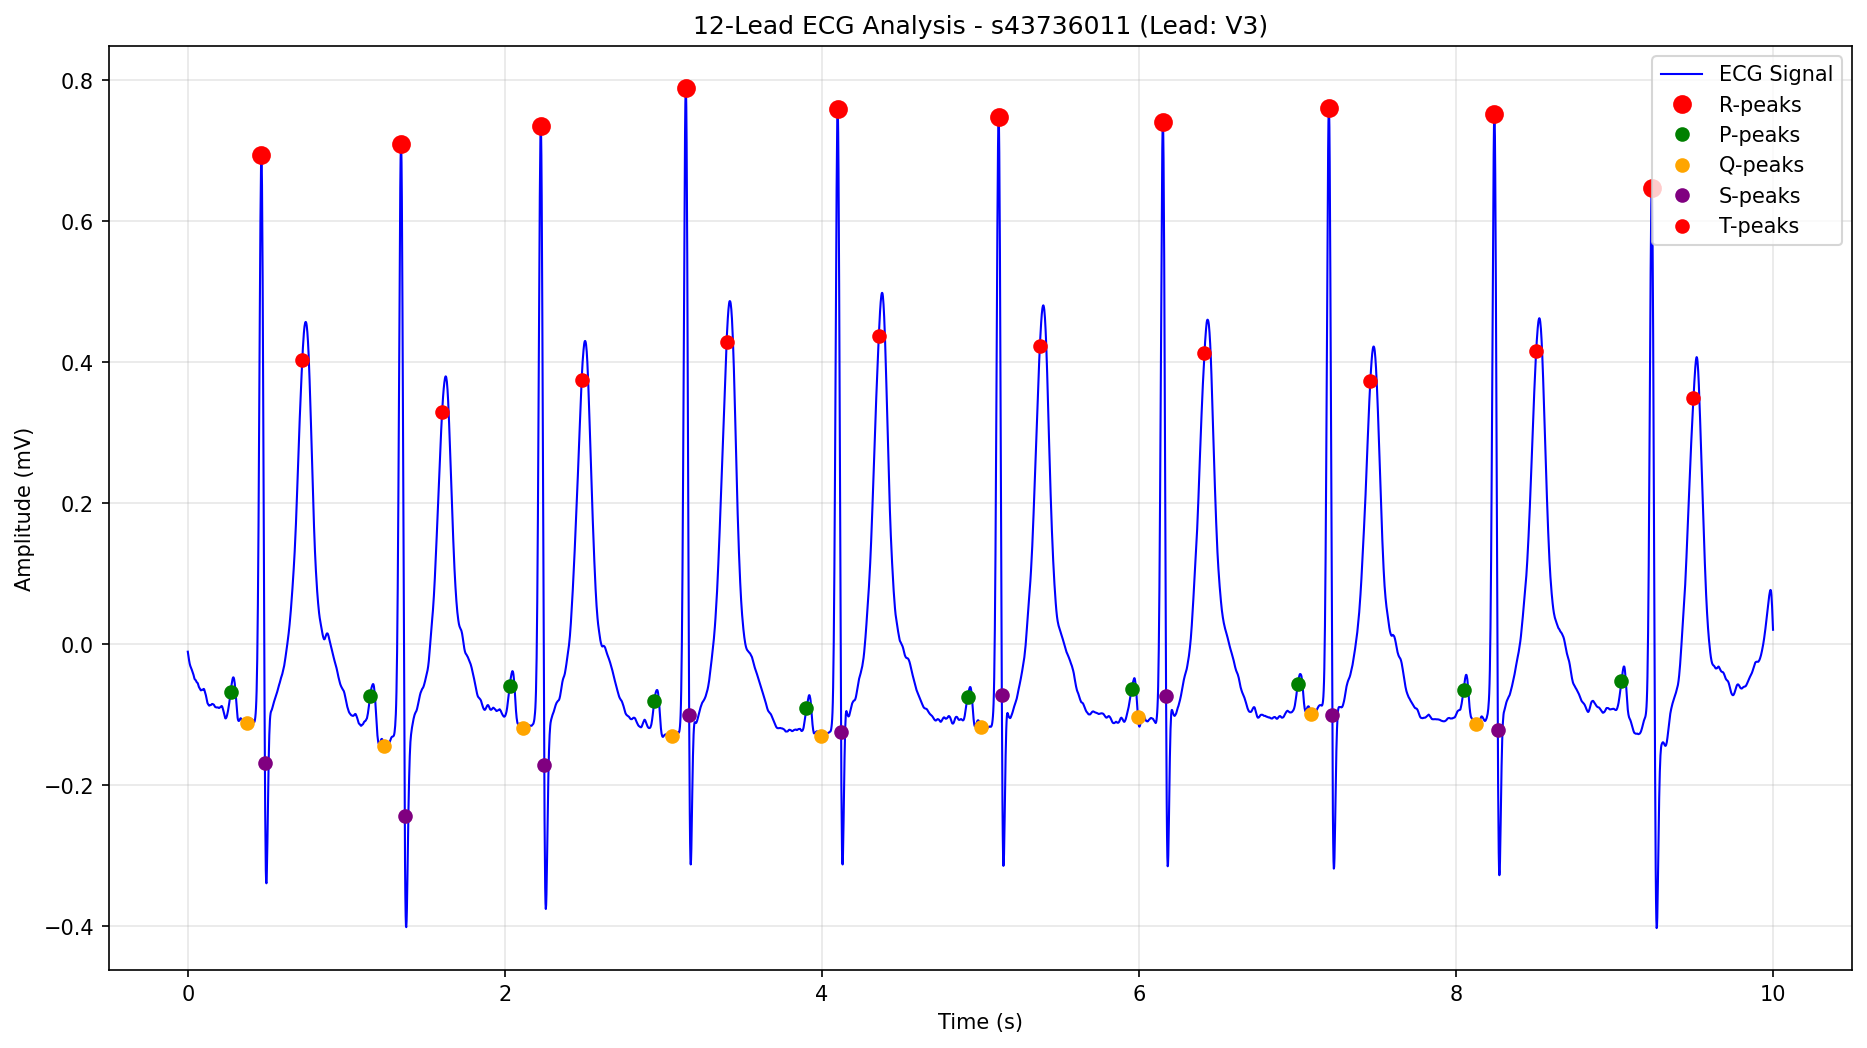 12-Lead ECG Analysis - s43736011 (Lead: V3)
ECG Signal
R-peaks
P-peaks
Q-peaks
S-peaks
T-peaks
Amplitude (mV)
0.8
0.6
0.4
0.2
0.0
−0.2
−0.4
0 2 4 6 8 10
Time (s)